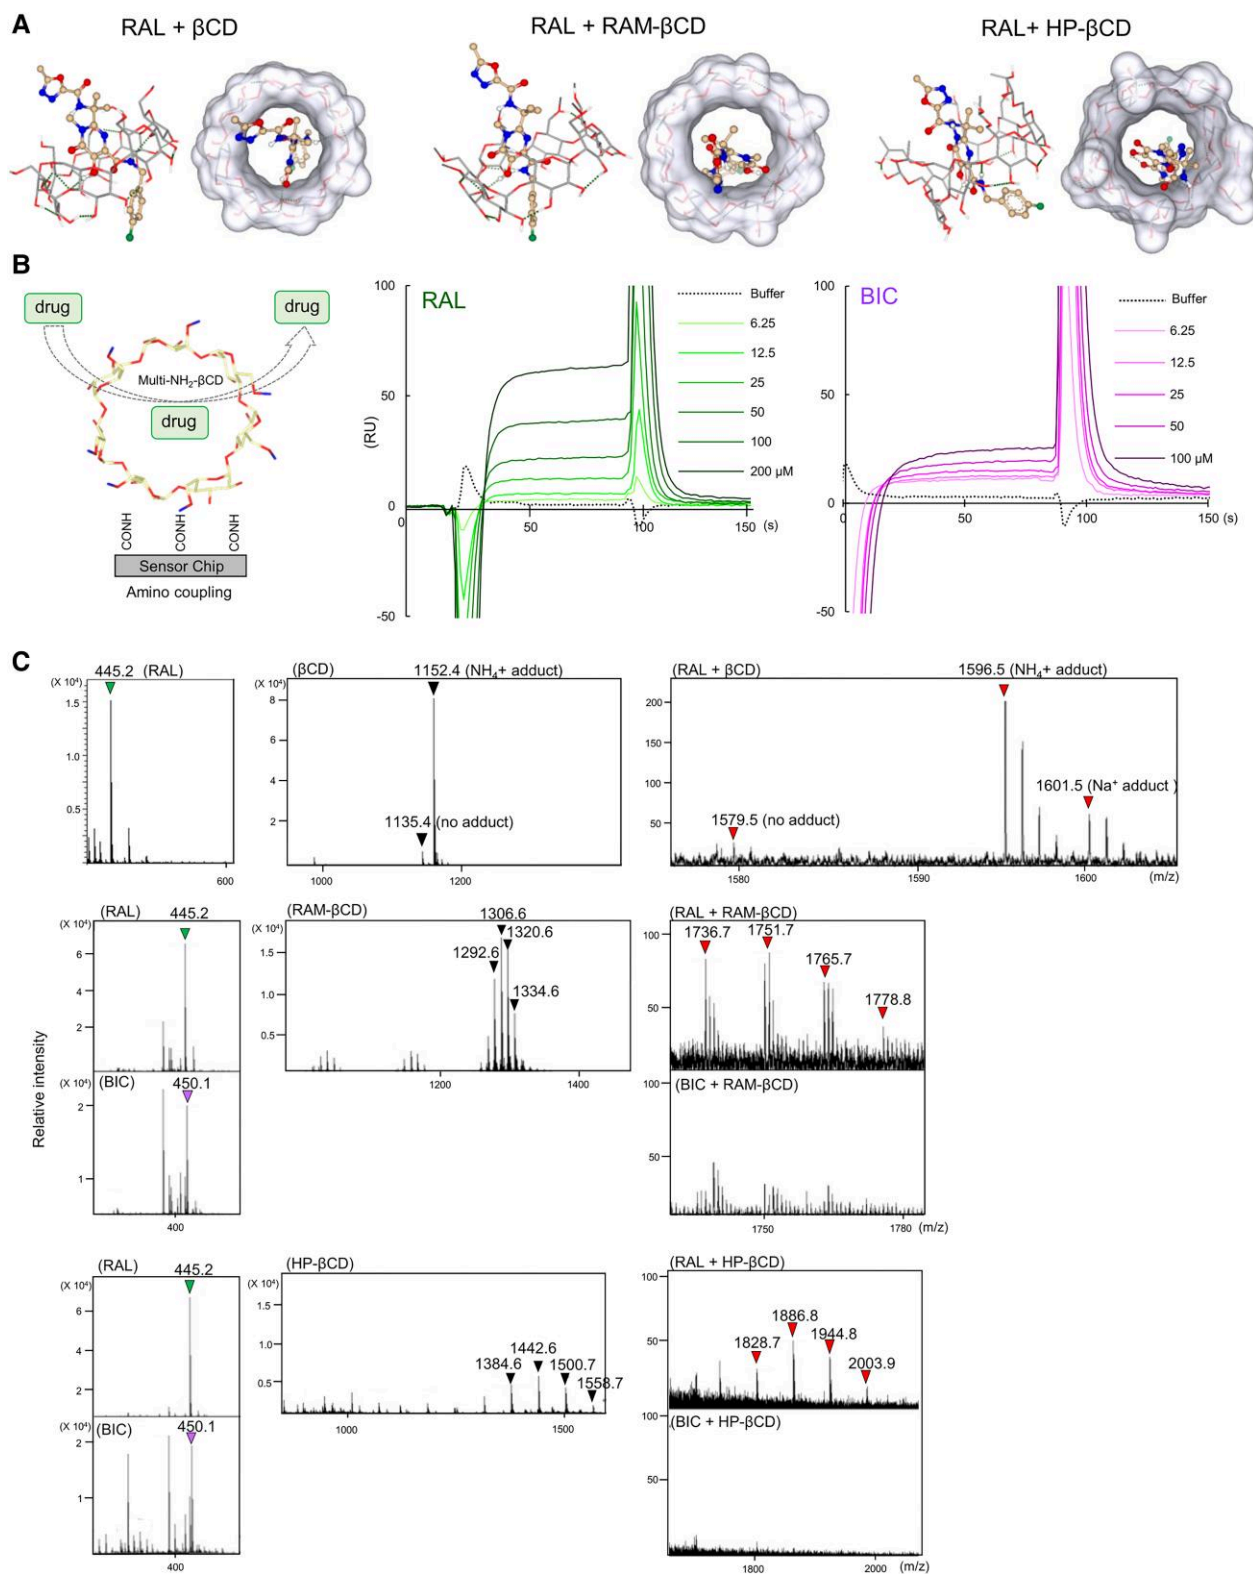 A
RAL + βCD
RAL + RAM-βCD
RAL+ HP-βCD
B
drug
drug
Multi-NH2-βCD
drug
CONH
CONH
CONH
Sensor Chip
Amino coupling
100
50
0
-50
(RU)
RAL
Buffer
6.25
12.5
25
50
100
200 μM
0
50
100
150 (s)
100
50
0
-50
BIC
Buffer
6.25
12.5
25
50
100 μM
0
50
100
150 (s)
C
Relative intensity
445.2 (RAL)
(X 10⁴)
1.5
1.0
0.5
600
(βCD)
1152.4 (NH₄+ adduct)
(X 10⁴)
8
6
4
2
1135.4 (no adduct)
1000
1200
(RAL + βCD)
1596.5 (NH₄+ adduct)
200
150
100
50
1601.5 (Na⁺ adduct )
1579.5 (no adduct)
1580
1590
1600
(m/z)
(RAL)
445.2
(X 10⁴)
6
4
2
(BIC)
450.1
2
1
400
(RAM-βCD)
1306.6
(X 10⁴)
1.5
1.0
0.5
1320.6
1292.6
1334.6
1200
1400
(RAL + RAM-βCD)
100
50
1736.7
1751.7
1765.7
1778.8
(BIC + RAM-βCD)
100
50
1750
1780
(m/z)
(RAL)
445.2
(X 10⁴)
6
4
2
(BIC)
450.1
(X 10⁴)
2
1
400
(HP-βCD)
(X 10⁴)
1.5
1.0
0.5
1384.6
1442.6
1500.7
1558.7
1000
1500
(RAL + HP-βCD)
100
50
1828.7
1886.8
1944.8
2003.9
(BIC + HP-βCD)
100
50
1800
2000
(m/z)